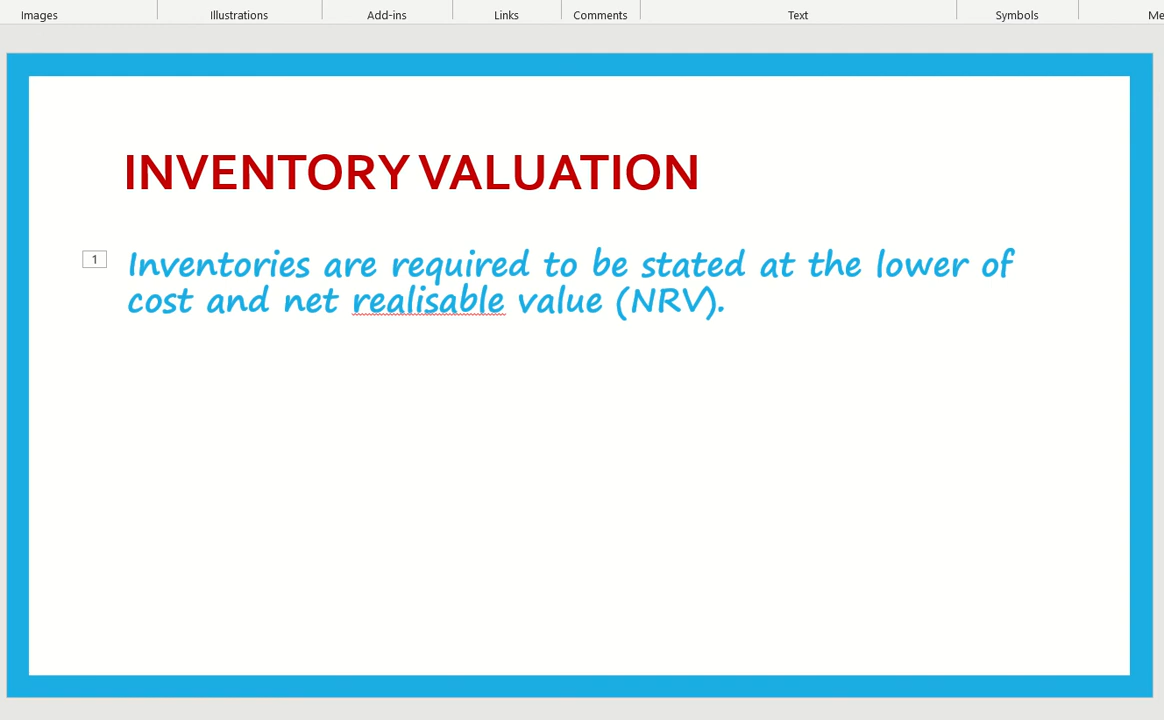 Images Illustrations Add-ins Links Comments Text Symbols Me
INVENTORY VALUATION
1
Inventories are required to be stated at the lower of
cost and net realisable value (NRV).